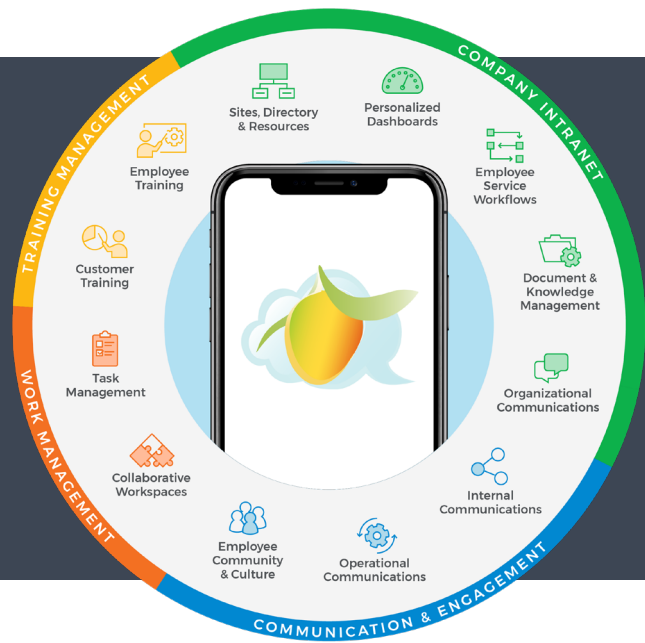 COMPANY INTRANET
Sites, Directory
& Resources
Personalized
Dashboards
Employee
Service
Workflows
Document &
Knowledge
Management
Organizational
Communications
COMMUNICATION & ENGAGEMENT
Internal
Communications
Operational
Communications
Employee
Community
& Culture
WORK MANAGEMENT
Collaborative
Workspaces
Task
Management
TRAINING MANAGEMENT
Customer
Training
Employee
Training